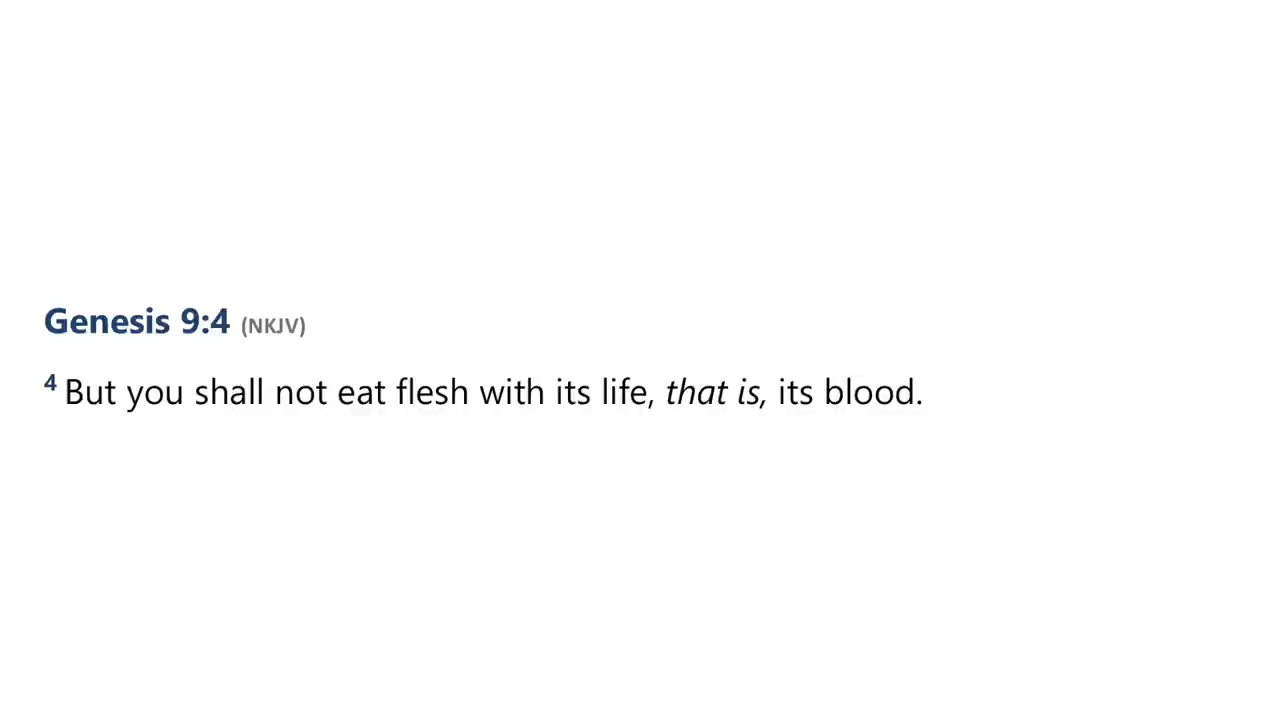 Genesis 9:4 (NKJV)
4 But you shall not eat flesh with its life, that is, its blood.